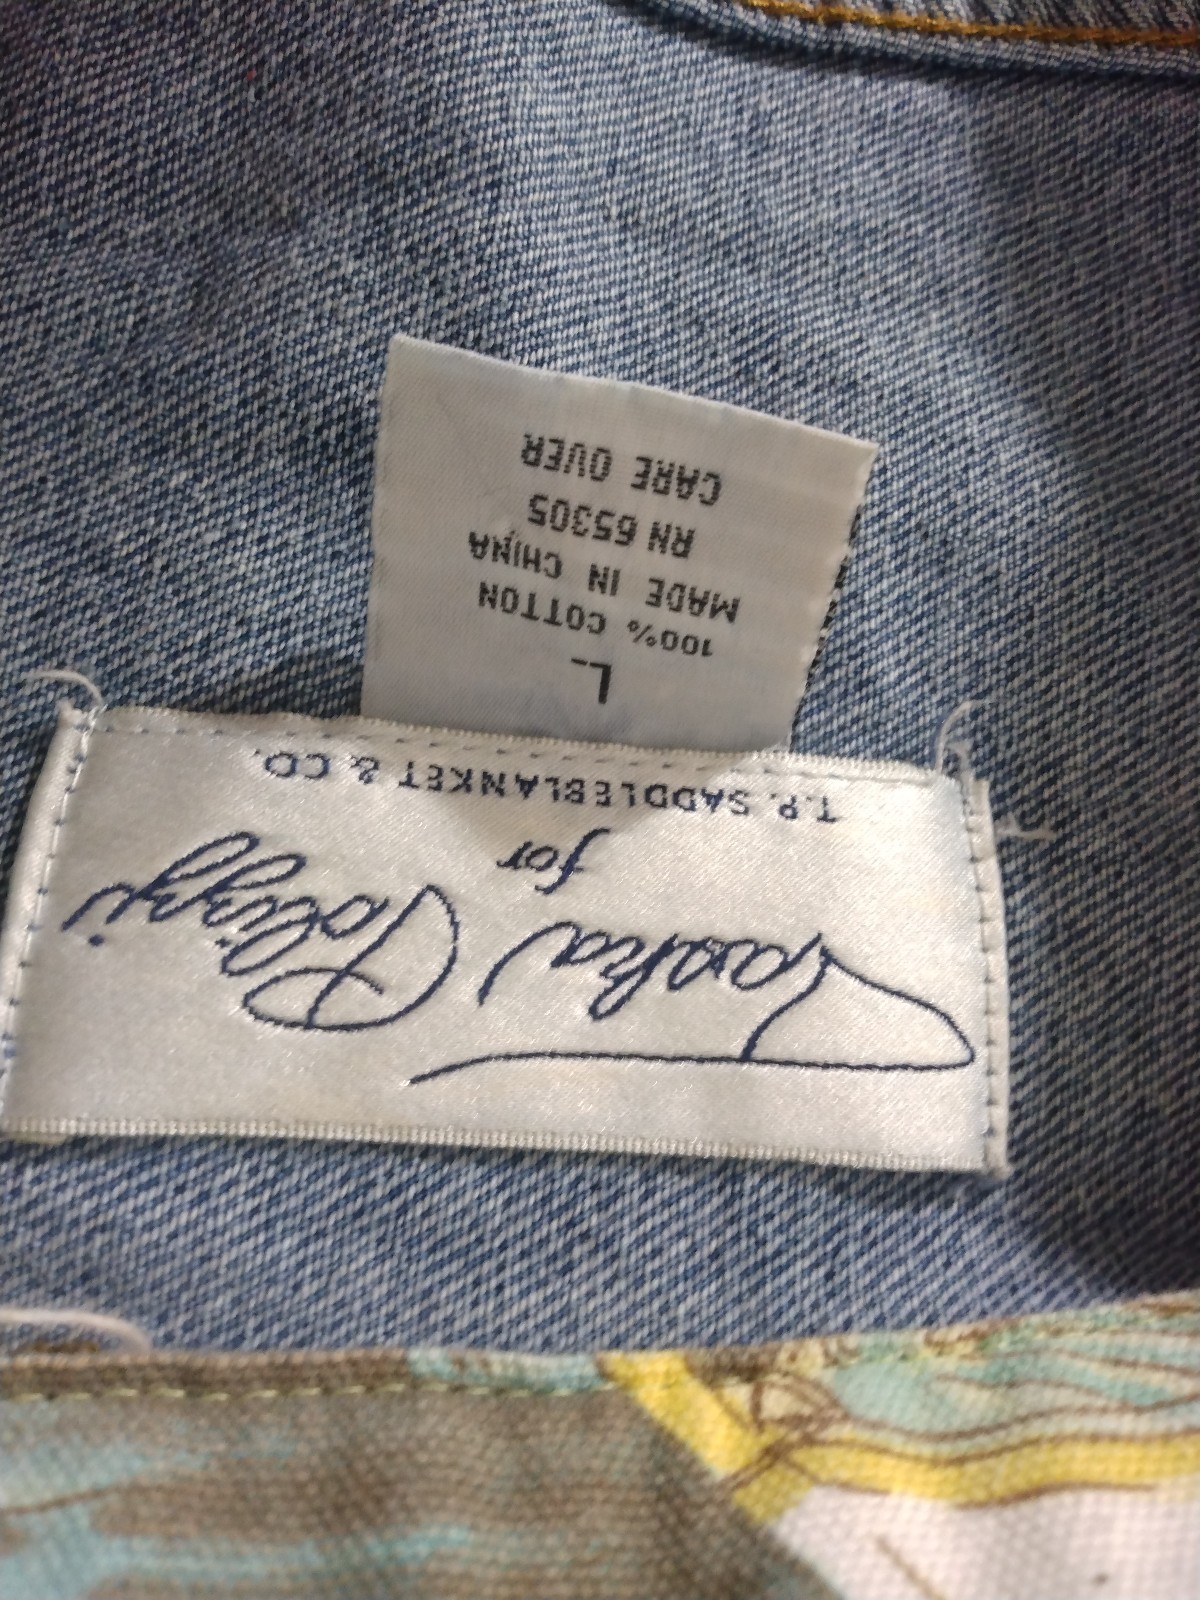 Tasha Polizzi
for
T.P. SADDLEBLANKET & CO.
L
100% COTTON
MADE IN CHINA
RN 65305
CARE OVER